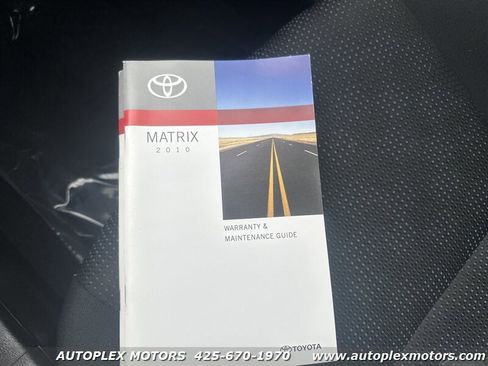 MATRIX
2010
WARRANTY &
MAINTENANCE GUIDE
TOYOTA
AUTOPLEX MOTORS 425-670-1970 www.autoplexmotors.com